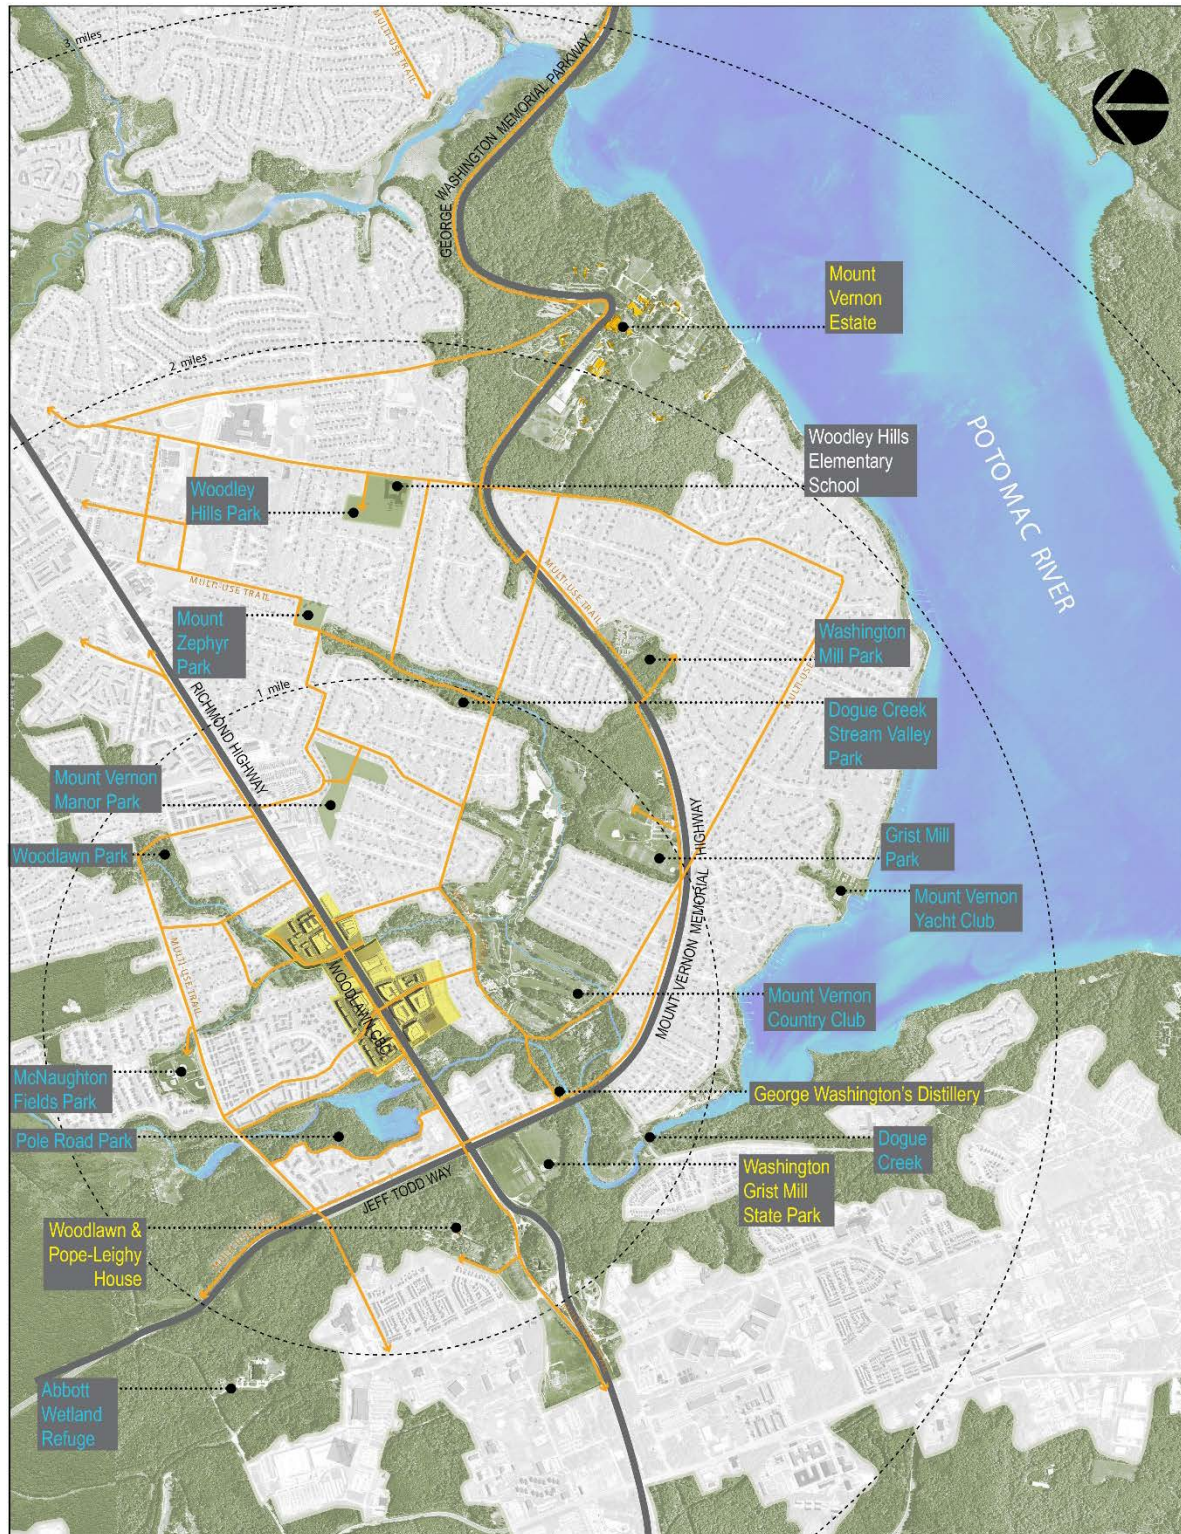 3 miles
MULTI-USE TRAIL
GEORGE WASHINGTON MEMORIAL PARKWAY
Mount
Vernon
Estate
2 miles
POTOMAC RIVER
Woodley Hills
Elementary
School
Woodley
Hills Park
MULTI-USE TRAIL
MULTI-USE TRAIL
Mount
Zephyr
Park
Washington
Mill Park
1 mile
RICHMOND HIGHWAY
Dogue Creek
Stream Valley
Park
Mount Vernon
Manor Park
MOUNT VERNON MEMORIAL HIGHWAY
Woodlawn Park
Grist Mill
Park
Mount Vernon
Yacht Club
MULTI-USE TRAIL
WOODLAWN CBC
Mount Vernon
Country Club
McNaughton
Fields Park
George Washington's Distillery
Pole Road Park
Dogue
Creek
JEFF TODD WAY
Washington
Grist Mill
State Park
Woodlawn &
Pope-Leighy
House
Abbott
Wetland
Refuge